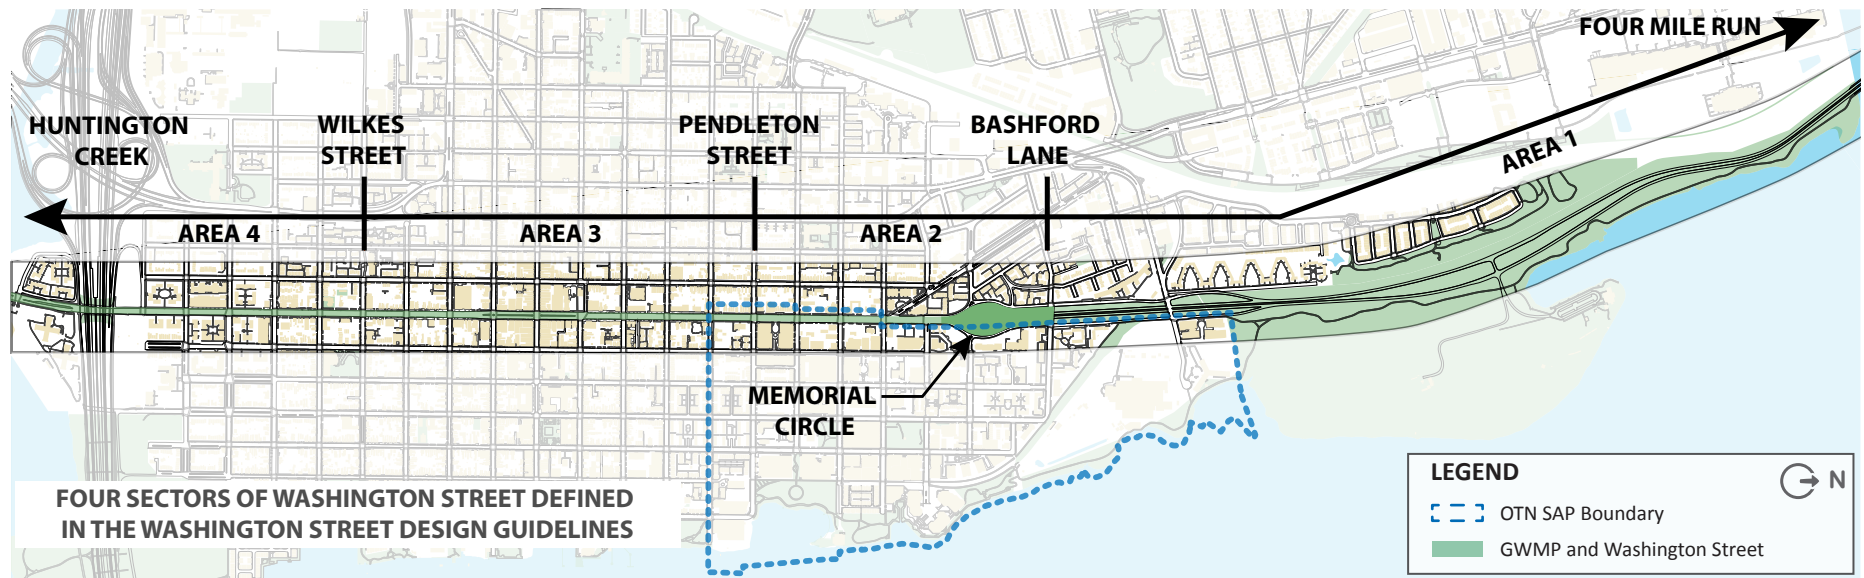 FOUR MILE RUN
HUNTINGTON
CREEK
WILKES
STREET
PENDLETON
STREET
BASHFORD
LANE
AREA 1
AREA 4
AREA 3
AREA 2
MEMORIAL
CIRCLE
FOUR SECTORS OF WASHINGTON STREET DEFINED
IN THE WASHINGTON STREET DESIGN GUIDELINES
LEGEND
N
OTN SAP Boundary
GWMP and Washington Street